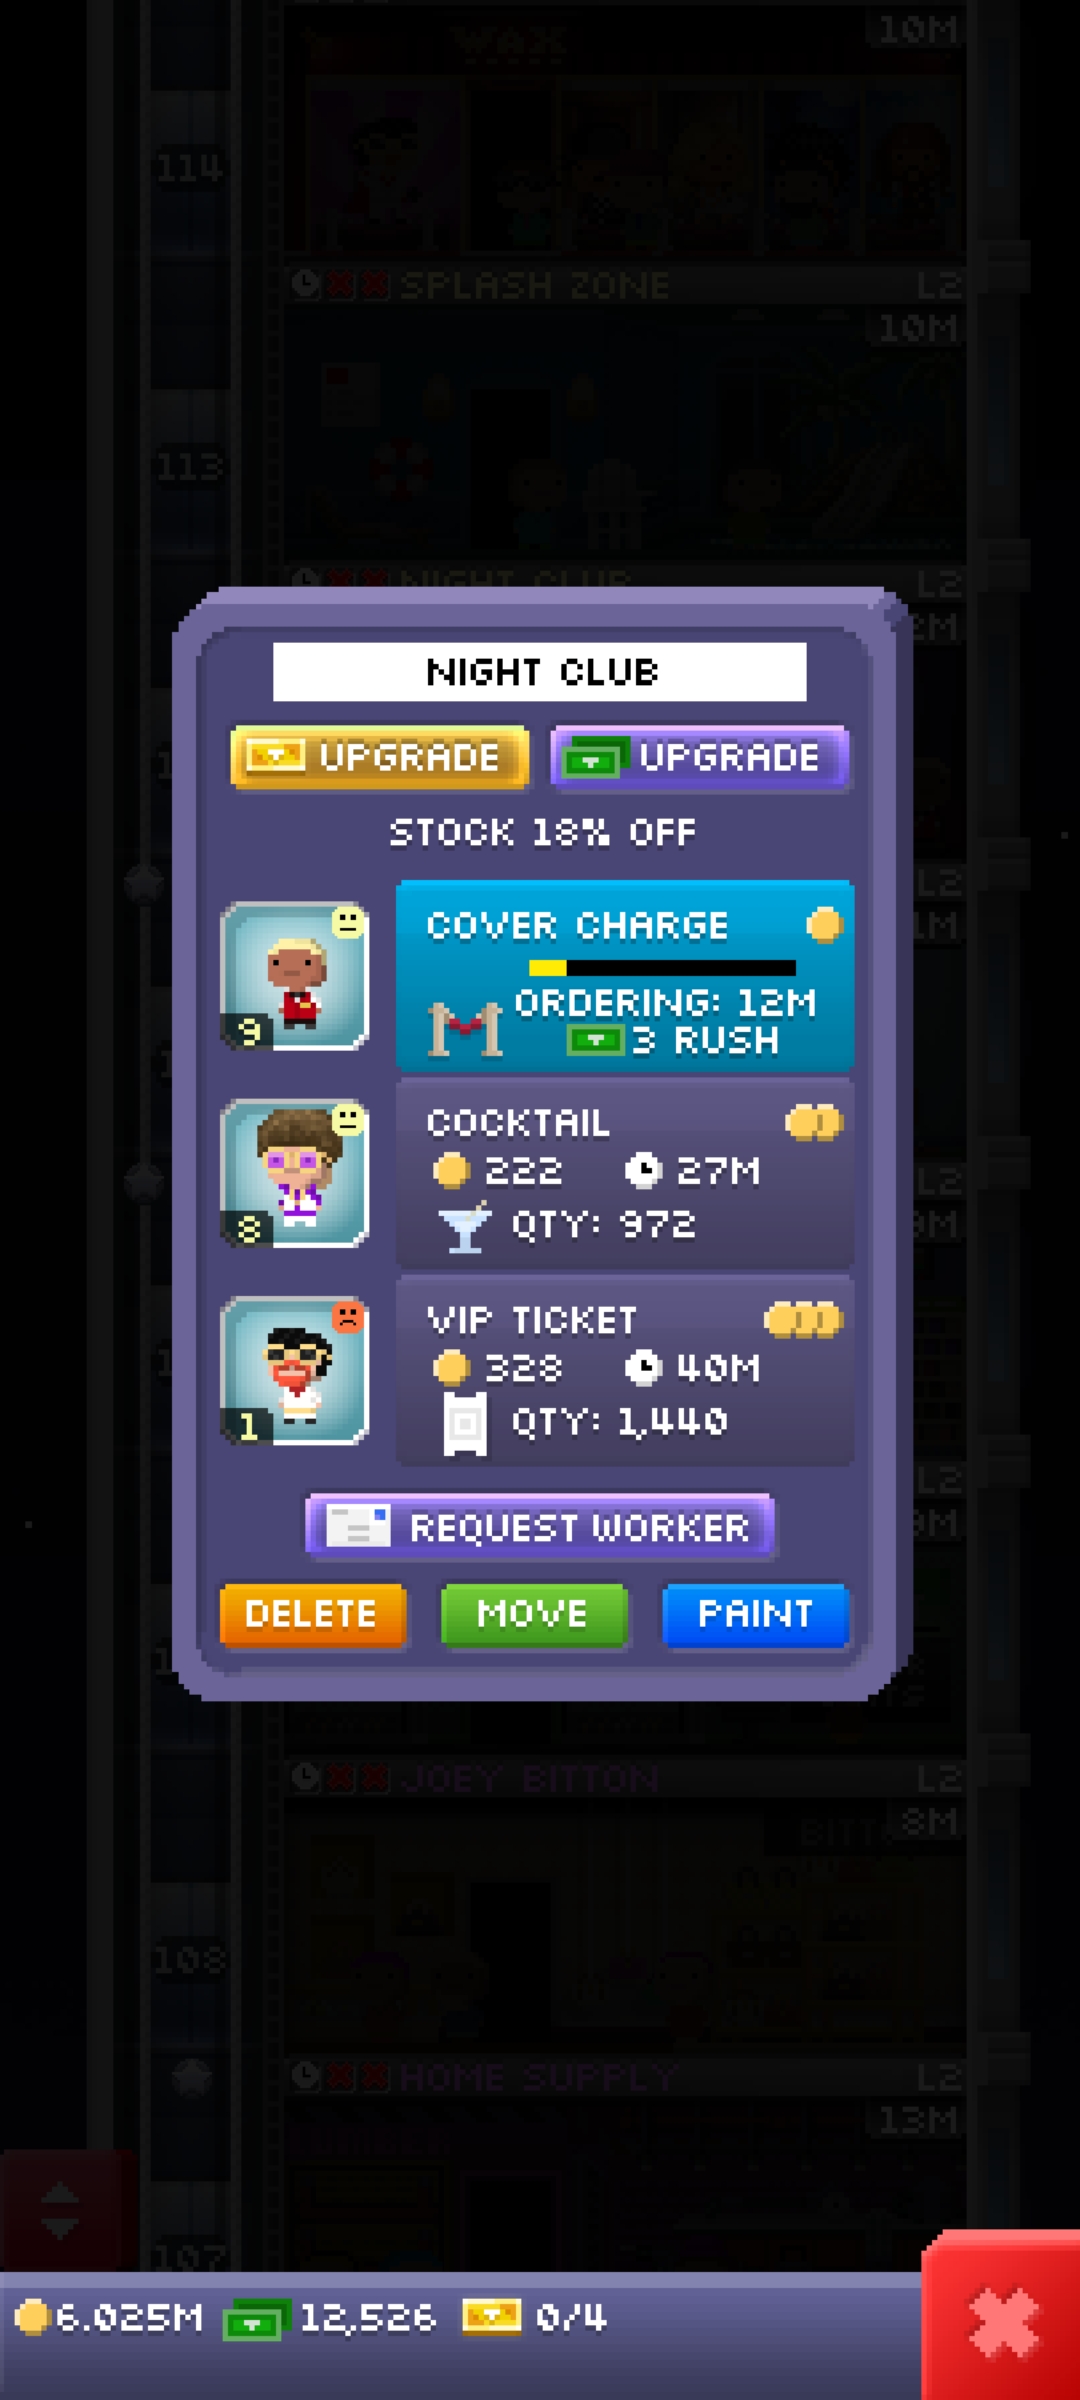 WAX
10M
114
SPLASH ZONE
L2
10M
113
NIGHT CLUB
L2
NIGHT CLUB
UPGRADE
UPGRADE
STOCK 18% OFF
COVER CHARGE
ORDERING: 12M
3 RUSH
9
COCKTAIL
222
27M
QTY: 972
8
VIP TICKET
328
40M
QTY: 1,440
1
REQUEST WORKER
DELETE
MOVE
PAINT
JOEY BITTON
L2
8M
108
HOME SUPPLY
L2
13M
107
6.025M
12,526
0/4